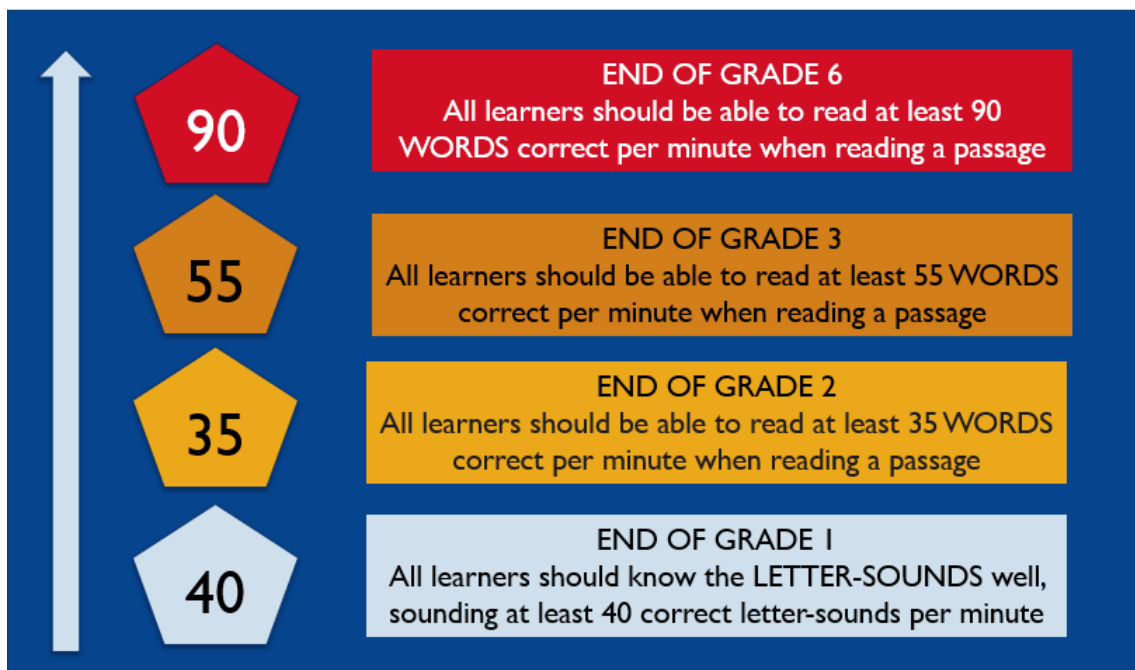 90
END OF GRADE 6
All learners should be able to read at least 90
WORDS correct per minute when reading a passage
55
END OF GRADE 3
All learners should be able to read at least 55 WORDS
correct per minute when reading a passage
35
END OF GRADE 2
All learners should be able to read at least 35 WORDS
correct per minute when reading a passage
40
END OF GRADE 1
All learners should know the LETTER-SOUNDS well,
sounding at least 40 correct letter-sounds per minute